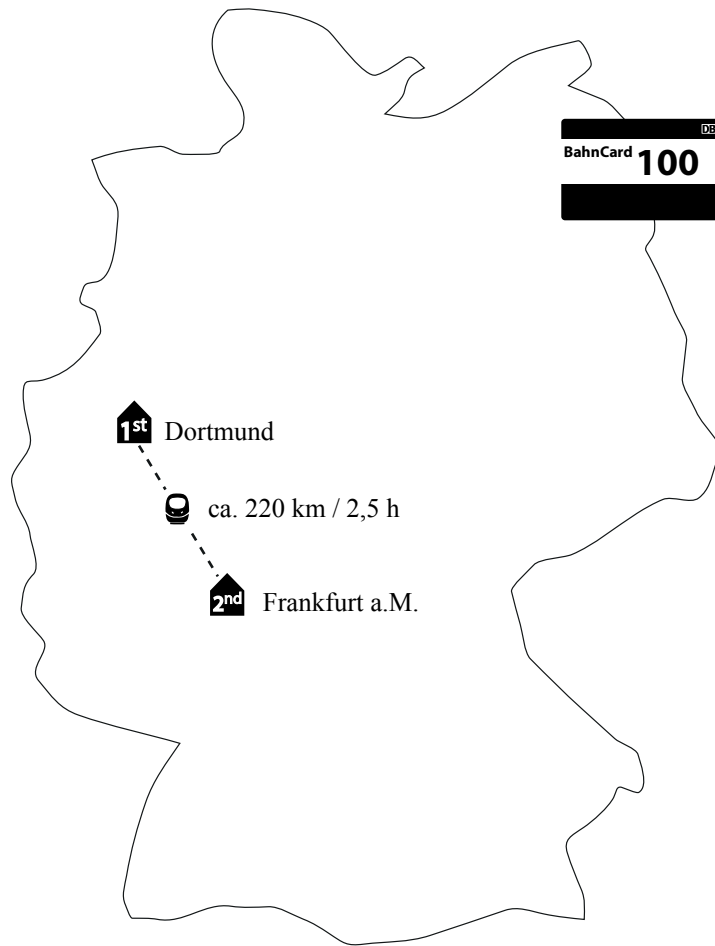 DB
BahnCard 100
1st Dortmund
ca. 220 km / 2,5 h
2nd Frankfurt a.M.